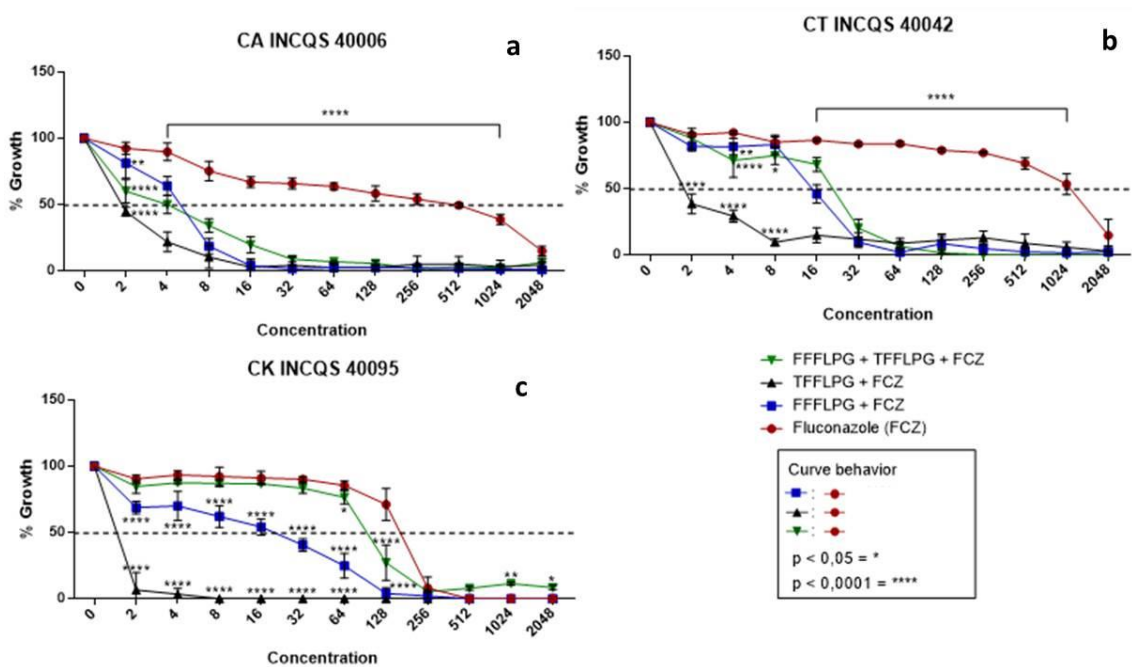 CA INCQS 40006
a
150
100
50
0
% Growth
****
**
****
****
0 2 4 8 16 32 64 128 256 512 1024 2048
Concentration
CT INCQS 40042
b
150
100
50
0
% Growth
****
**
****
*
****
****
****
0 2 4 8 16 32 64 128 256 512 1024 2048
Concentration
CK INCQS 40095
c
150
100
50
0
% Growth
****
****
****
****
****
****
*
****
****
**
*
****
****
****
****
****
****
0 2 4 8 16 32 64 128 256 512 1024 2048
Concentration
FFFLPG + TFFLPG + FCZ
TFFLPG + FCZ
FFFLPG + FCZ
Fluconazole (FCZ)
Curve behavior
:
:
:
p < 0,05 = *
p < 0,0001 = ****